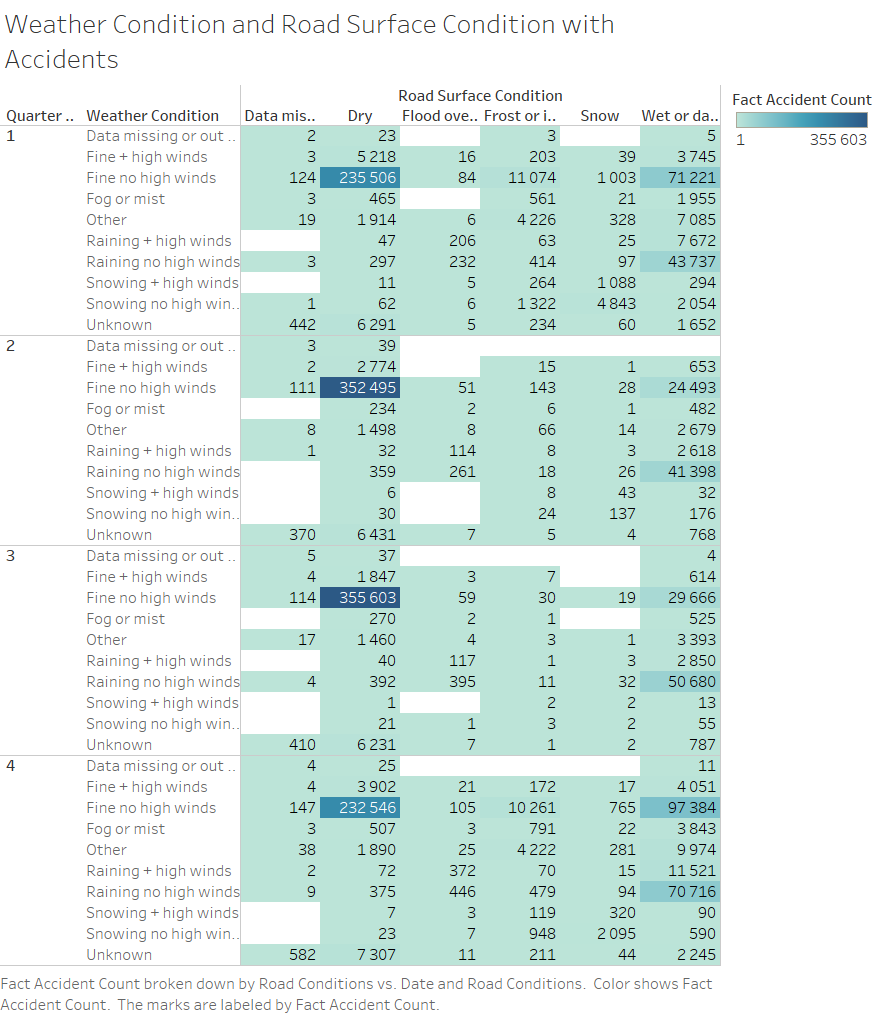 Weather Condition and Road Surface Condition with
Accidents
Road Surface Condition
Fact Accident Count
Quarter .. Weather Condition Data mis.. Dry Flood ove.. Frost or i.. Snow Wet or da..
1 355 603
1 Data missing or out .. 2 23 3 5
Fine + high winds 3 5 218 16 203 39 3 745
Fine no high winds 124 235 506 84 11 074 1 003 71 221
Fog or mist 3 465 561 21 1 955
Other 19 1 914 6 4 226 328 7 085
Raining + high winds 47 206 63 25 7 672
Raining no high winds 3 297 232 414 97 43 737
Snowing + high winds 11 5 264 1 088 294
Snowing no high win.. 1 62 6 1 322 4 843 2 054
Unknown 442 6 291 5 234 60 1 652
2 Data missing or out .. 3 39
Fine + high winds 2 2 774 15 1 653
Fine no high winds 111 352 495 51 143 28 24 493
Fog or mist 234 2 6 1 482
Other 8 1 498 8 66 14 2 679
Raining + high winds 1 32 114 8 3 2 618
Raining no high winds 359 261 18 26 41 398
Snowing + high winds 6 8 43 32
Snowing no high win.. 30 24 137 176
Unknown 370 6 431 7 5 4 768
3 Data missing or out .. 5 37 4
Fine + high winds 4 1 847 3 7 614
Fine no high winds 114 355 603 59 30 19 29 666
Fog or mist 270 2 1 525
Other 17 1 460 4 3 1 3 393
Raining + high winds 40 117 1 3 2 850
Raining no high winds 4 392 395 11 32 50 680
Snowing + high winds 1 2 2 13
Snowing no high win.. 21 1 3 2 55
Unknown 410 6 231 7 1 2 787
4 Data missing or out .. 4 25 11
Fine + high winds 4 3 902 21 172 17 4 051
Fine no high winds 147 232 546 105 10 261 765 97 384
Fog or mist 3 507 3 791 22 3 843
Other 38 1 890 25 4 222 281 9 974
Raining + high winds 2 72 372 70 15 11 521
Raining no high winds 9 375 446 479 94 70 716
Snowing + high winds 7 3 119 320 90
Snowing no high win.. 23 7 948 2 095 590
Unknown 582 7 307 11 211 44 2 245
Fact Accident Count broken down by Road Conditions vs. Date and Road Conditions. Color shows Fact
Accident Count. The marks are labeled by Fact Accident Count.